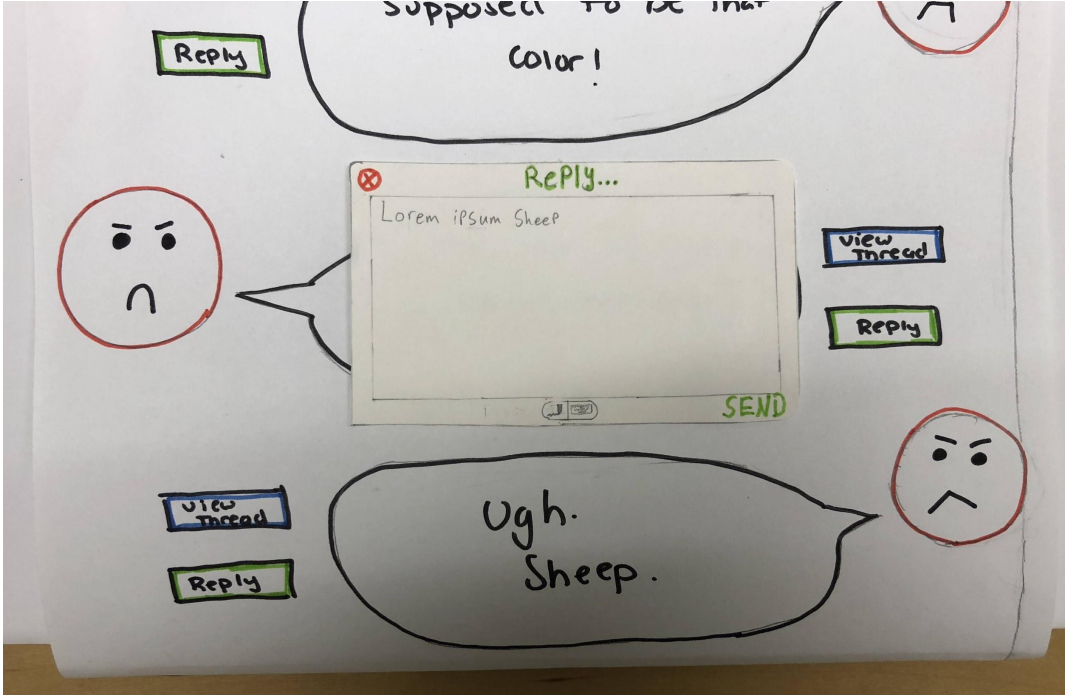 supposed to be that
Color!
Reply
RePly...
Lorem ipsum Sheep
View
Thread
Reply
SEND
Ugh.
Sheep.
View
Thread
Reply